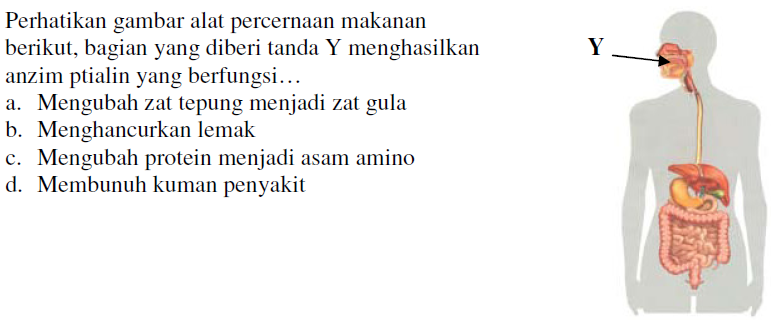 Perhatikan gambar alat percernaan makanan
berikut, bagian yang diberi tanda Y menghasilkan
anzim ptialin yang berfungsi…
a. Mengubah zat tepung menjadi zat gula
b. Menghancurkan lemak
c. Mengubah protein menjadi asam amino
d. Membunuh kuman penyakit
Y